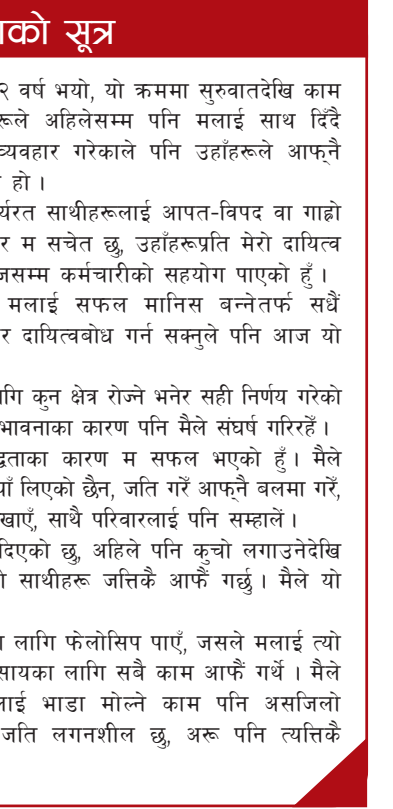 को सूत्र
२ वर्ष भयो, यो क्रममा सुरुवातदेखि काम
रूले अहिलेसम्म पनि मलाई साथ दिँदै
व्यवहार गरेकाले पनि उहाँहरूले आफ्नै
हो ।
र्यरत साथीहरूलाई आपत-विपद वा गाह्रो
र म सचेत छु, उहाँहरूप्रति मेरो दायित्व
जसम्म कर्मचारीको सहयोग पाएको हुँ ।
मलाई सफल मानिस बन्नेतर्फ सधैं
र दायित्वबोध गर्न सक्नुले पनि आज यो
गि कुन क्षेत्र रोज्ने भनेर सही निर्णय गरेको
भावनाका कारण पनि मैले संघर्ष गरिरहेँ ।
द्धताका कारण म सफल भएको हुँ । मैले
याँ लिएको छैन, जति गरेँ आफ्नै बलमा गरेँ,
खाएँ, साथै परिवारलाई पनि सम्हालें ।
दिएको छु, अहिले पनि कुचो लगाउनेदेखि
ो साथीहरू जत्तिकै आफैं गर्छु । मैले यो
ा लागि फेलोसिप पाएँ, जसले मलाई त्यो
सायका लागि सबै काम आफैं गर्थे । मैले
लाई भाडा मोल्ने काम पनि असजिलो
जति लगनशील छु, अरू पनि त्यत्तिकै